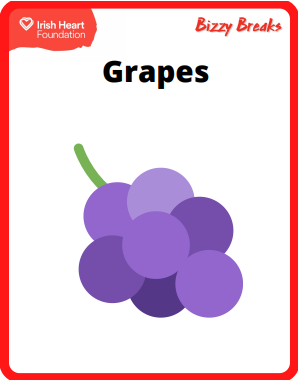 Irish Heart
Foundation
Bizzy Breaks
Grapes